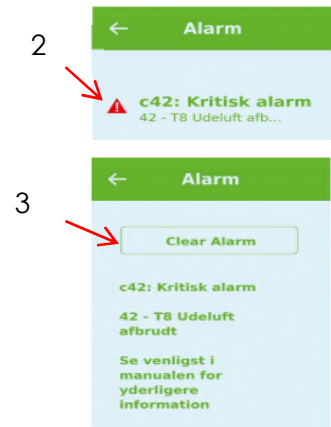 ← Alarm
2
c42: Kritisk alarm
42 - T8 Udeluft afb...
← Alarm
3
Clear Alarm
c42: Kritisk alarm
42 - T8 Udeluft
afbrudt
Se venligst i
manualen for
yderligere
information